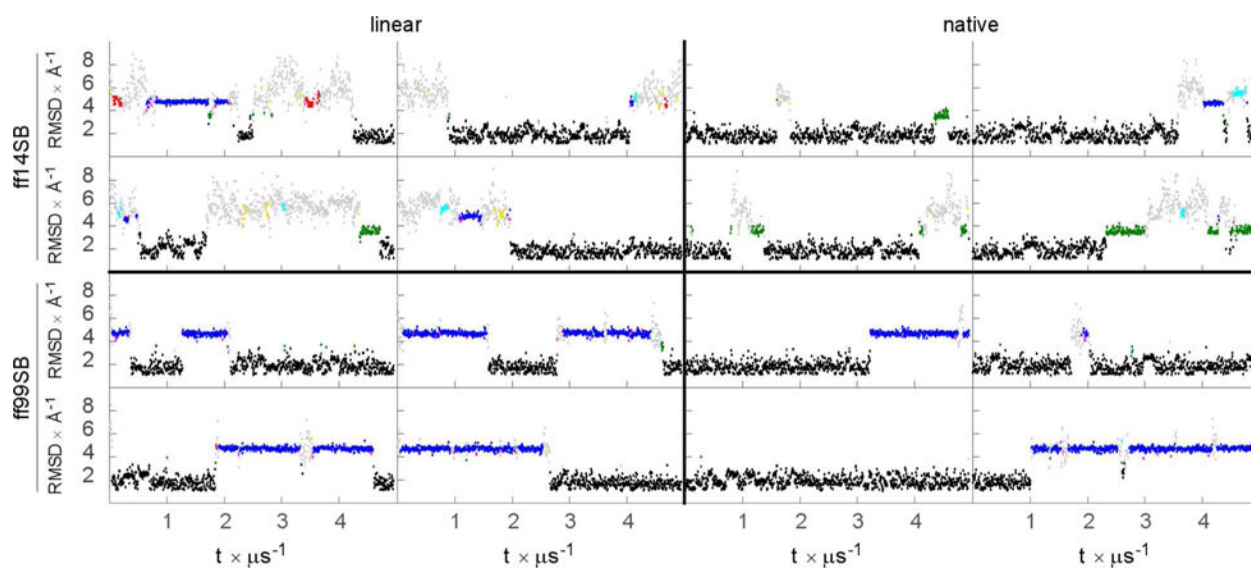 linear native
ff14SB
RMSD × Å⁻¹
8
6
4
2
RMSD × Å⁻¹
8
6
4
2
ff99SB
RMSD × Å⁻¹
8
6
4
2
RMSD × Å⁻¹
8
6
4
2
1 2 3 4 1 2 3 4 1 2 3 4 1 2 3 4
t × μs⁻¹ t × μs⁻¹ t × μs⁻¹ t × μs⁻¹